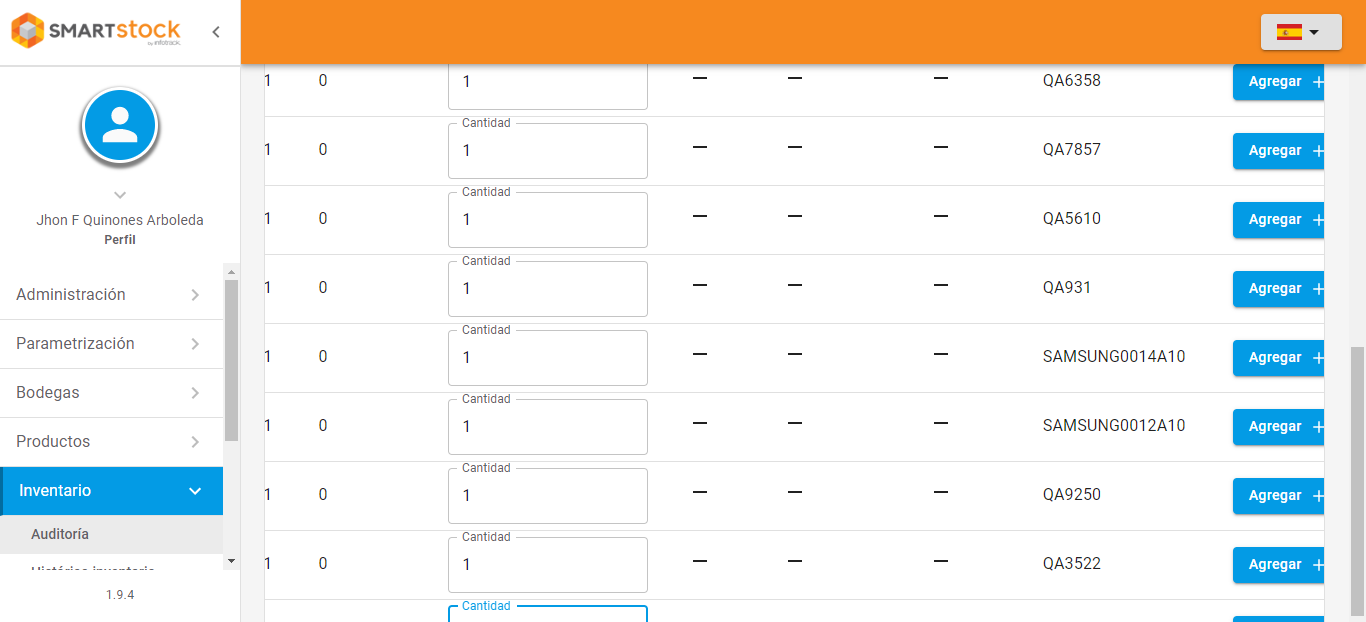 SMARTstock
by infotrack.
Jhon F Quinones Arboleda
Perfil
Administración
Parametrización
Bodegas
Productos
Inventario
Auditoría
Histórico inventario
1.9.4
1 0 1 — — — QA6358 Agregar +
Cantidad
1 0 1 — — — QA7857 Agregar +
Cantidad
1 0 1 — — — QA5610 Agregar +
Cantidad
1 0 1 — — — QA931 Agregar +
Cantidad
1 0 1 — — — SAMSUNG0014A10 Agregar +
Cantidad
1 0 1 — — — SAMSUNG0012A10 Agregar +
Cantidad
1 0 1 — — — QA9250 Agregar +
Cantidad
1 0 1 — — — QA3522 Agregar +
Cantidad